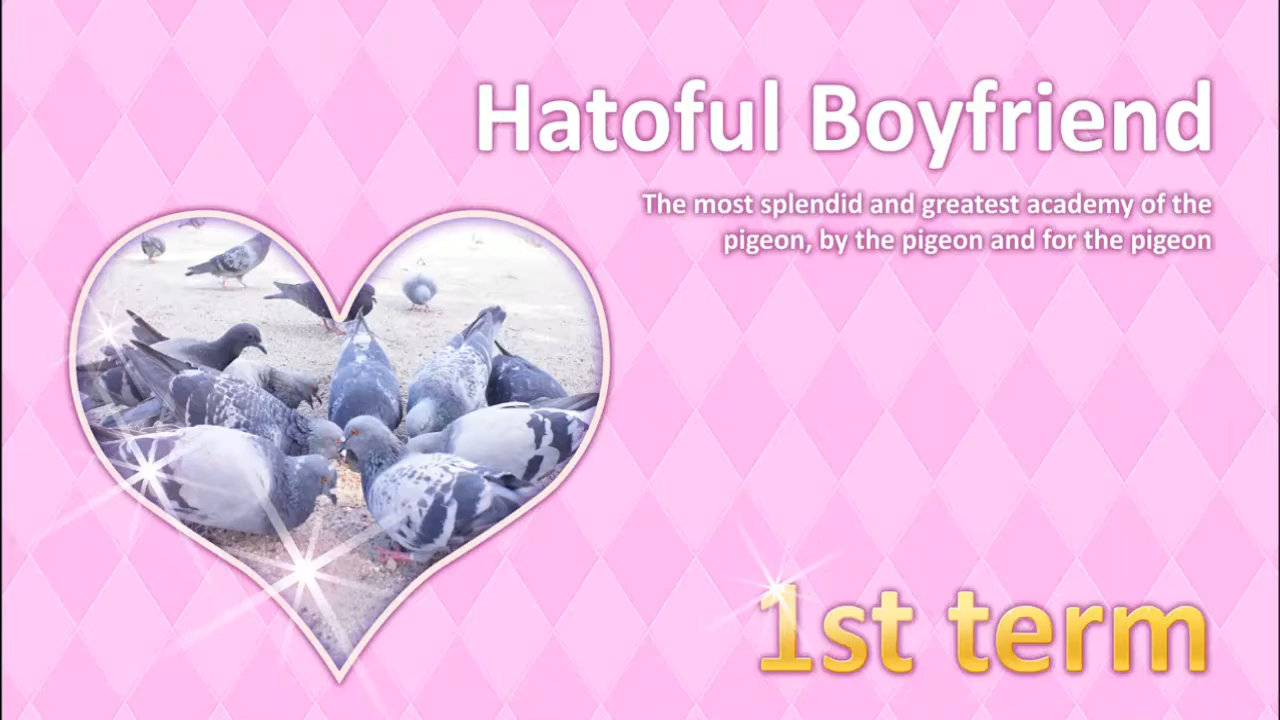 Hatoful Boyfriend
The most splendid and greatest academy of the
pigeon, by the pigeon and for the pigeon
1st term